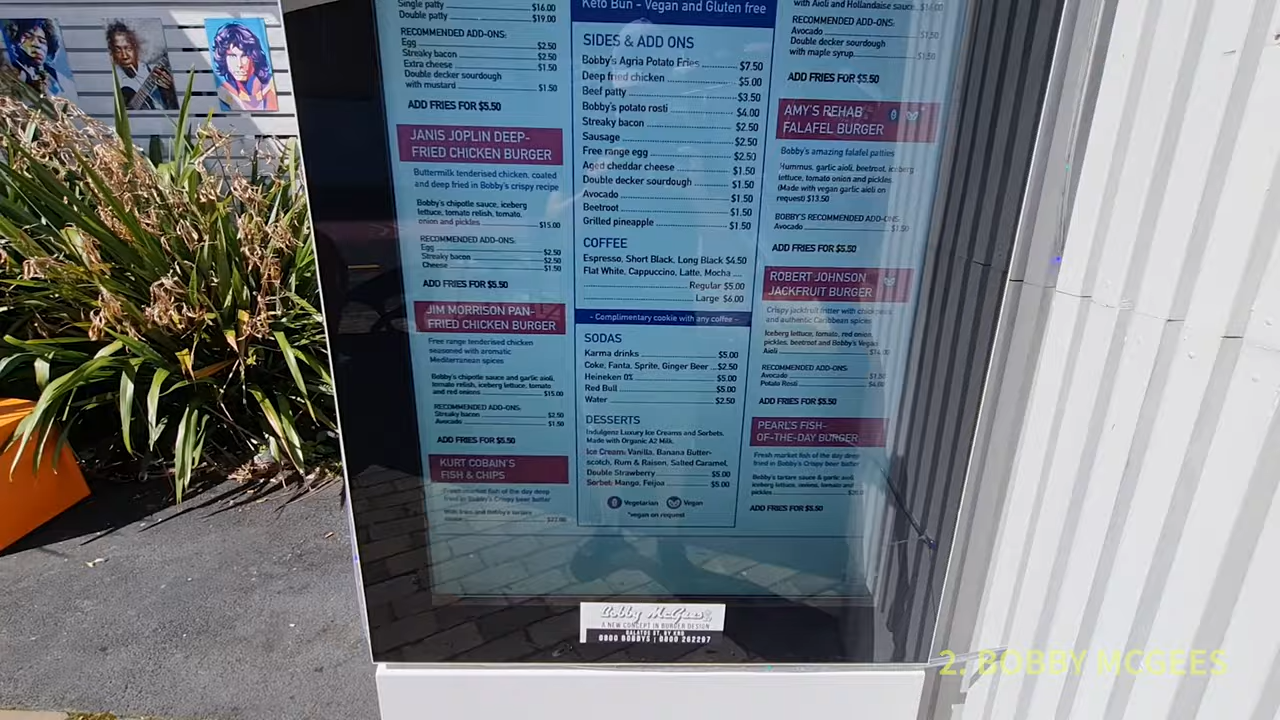 Single patty $16.00
Double patty $19.00
RECOMMENDED ADD-ONS:
Egg $2.50
Streaky bacon $2.50
Extra cheese $1.50
Double decker sourdough
with mustard $1.50
ADD FRIES FOR $5.50
JANIS JOPLIN DEEP-
FRIED CHICKEN BURGER
Buttermilk tenderised chicken, coated
and deep fried in Bobby's crispy recipe
Bobby's chipotle sauce, iceberg
lettuce, tomato relish, tomato,
onion and pickles $15.00
RECOMMENDED ADD-ONS:
Egg $2.50
Streaky bacon $2.50
Cheese $1.50
ADD FRIES FOR $5.50
JIM MORRISON PAN-
FRIED CHICKEN BURGER
Free range tenderised chicken
seasoned with aromatic
Mediterranean spices
Bobby's chipotle sauce and garlic aioli,
tomato relish, iceberg lettuce, tomato
and red onions $15.00
RECOMMENDED ADD-ONS:
Streaky bacon $2.50
Avocado $1.50
ADD FRIES FOR $5.50
KURT COBAIN'S
FISH & CHIPS
Fresh market fish of the day deep
fried in Bobby's Crispy beer batter
With fries and Bobby's tartare
sauce $22.00
Keto Bun - Vegan and Gluten free
SIDES & ADD ONS
Bobby's Agria Potato Fries $7.50
Deep fried chicken $5.00
Beef patty $3.50
Bobby's potato rosti $4.00
Streaky bacon $2.50
Sausage $2.50
Free range egg $2.50
Aged cheddar cheese $1.50
Double decker sourdough $1.50
Avocado $1.50
Beetroot $1.50
Grilled pineapple $1.50
COFFEE
Espresso, Short Black, Long Black $4.50
Flat White, Cappuccino, Latte, Mocha
Regular $5.00
Large $6.00
- Complimentary cookie with any coffee -
SODAS
Karma drinks $5.00
Coke, Fanta, Sprite, Ginger Beer $2.50
Heineken 0% $5.00
Red Bull $5.00
Water $2.50
DESSERTS
Indulgenz Luxury Ice Creams and Sorbets.
Made with Organic A2 Milk.
Ice Cream: Vanilla, Banana Butter-
scotch, Rum & Raisen, Salted Caramel,
Double Strawberry $5.00
Sorbet: Mango, Feijoa $5.00
Vegetarian Vegan
*vegan on request
with Aioli and Hollandaise sauce $14.00
RECOMMENDED ADD-ONS:
Avocado $1.50
Double decker sourdough
with maple syrup $1.50
ADD FRIES FOR $5.50
AMY'S REHAB
FALAFEL BURGER
Bobby's amazing falafel patties
Hummus, garlic aioli, beetroot, iceberg
lettuce, tomato onion and pickles.
(Made with vegan garlic aioli on
request) $13.50
BOBBY'S RECOMMENDED ADD-ONS:
Avocado $1.50
ADD FRIES FOR $5.50
ROBERT JOHNSON
JACKFRUIT BURGER
Crispy jackfruit fritter with chickpeas
and authentic Caribbean spices
Iceberg lettuce, tomato, red onion,
pickles, beetroot and Bobby's Vegan
Aioli $14.00
RECOMMENDED ADD-ONS:
Avocado $1.50
Potato Rosti $4.00
ADD FRIES FOR $5.50
PEARL'S FISH-
OF-THE-DAY BURGER
Fresh market fish of the day deep
fried in Bobby's Crispy beer batter
Bobby's tartare sauce & garlic aioli,
iceberg lettuce, onions, tomato and
pickles
ADD FRIES FOR $5.50
Bobby McGees
A NEW CONCEPT IN BURGER DESIGN
GALATOS ST, BY KRD
0800 BOBBYS | 0800 262297
2. BOBBY MCGEES